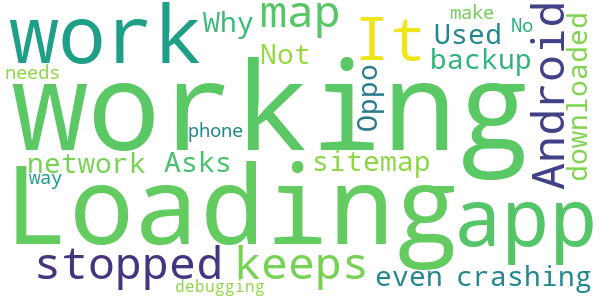 work Why map It make No
Not Used backup
needs
working
Oppo
Android
downloaded
phone
network Asks sitemap
way
Loading app
stopped keeps even crashing
debugging